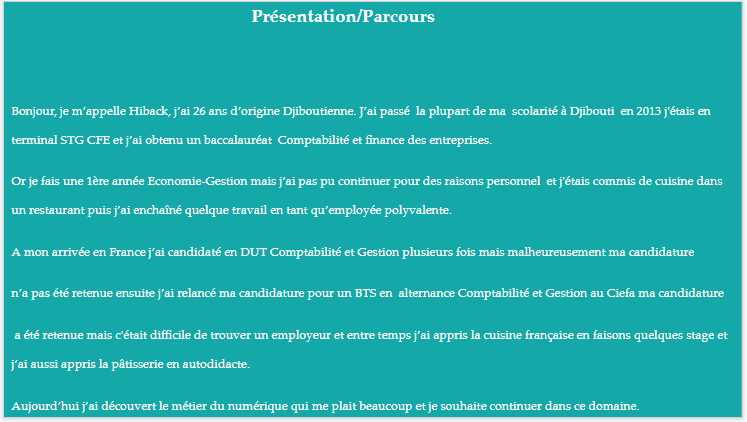 Présentation/Parcours
Bonjour, je m'appelle Hiback, j'ai 26 ans d'origine Djiboutienne. J'ai passé la plupart de ma scolarité à Djibouti en 2013 j'étais en
terminal STG CFE et j'ai obtenu un baccalauréat Comptabilité et finance des entreprises.
Or je fais une 1ère année Economie-Gestion mais j'ai pas pu continuer pour des raisons personnel et j'étais commis de cuisine dans
un restaurant puis j'ai enchaîné quelque travail en tant qu'employée polyvalente.
A mon arrivée en France j'ai candidaté en DUT Comptabilité et Gestion plusieurs fois mais malheureusement ma candidature
n'a pas été retenue ensuite j'ai relancé ma candidature pour un BTS en alternance Comptabilité et Gestion au Ciefa ma candidature
a été retenue mais c'était difficile de trouver un employeur et entre temps j'ai appris la cuisine française en faisons quelques stage et
j'ai aussi appris la pâtisserie en autodidacte.
Aujourd'hui j'ai découvert le métier du numérique qui me plaît beaucoup et je souhaite continuer dans ce domaine.